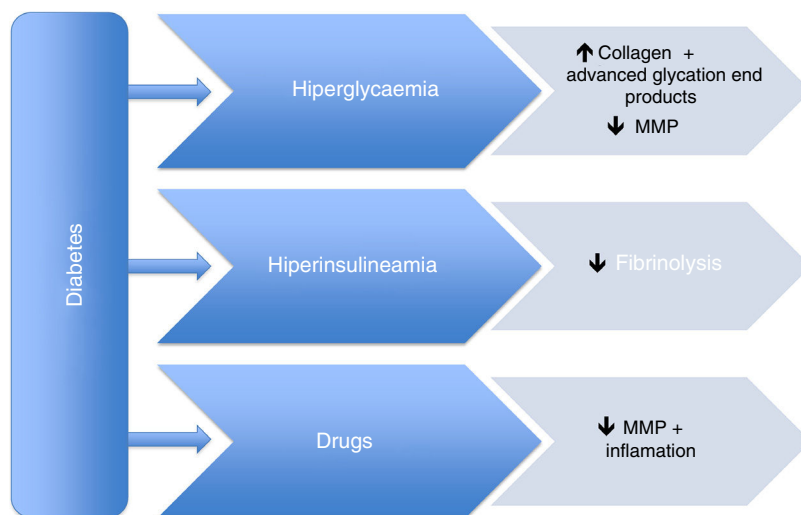 Diabetes
Hiperglycaemia
↑ Collagen +
advanced glycation end
products
↓ MMP
Hiperinsulineamia
↓ Fibrinolysis
Drugs
↓ MMP +
inflamation